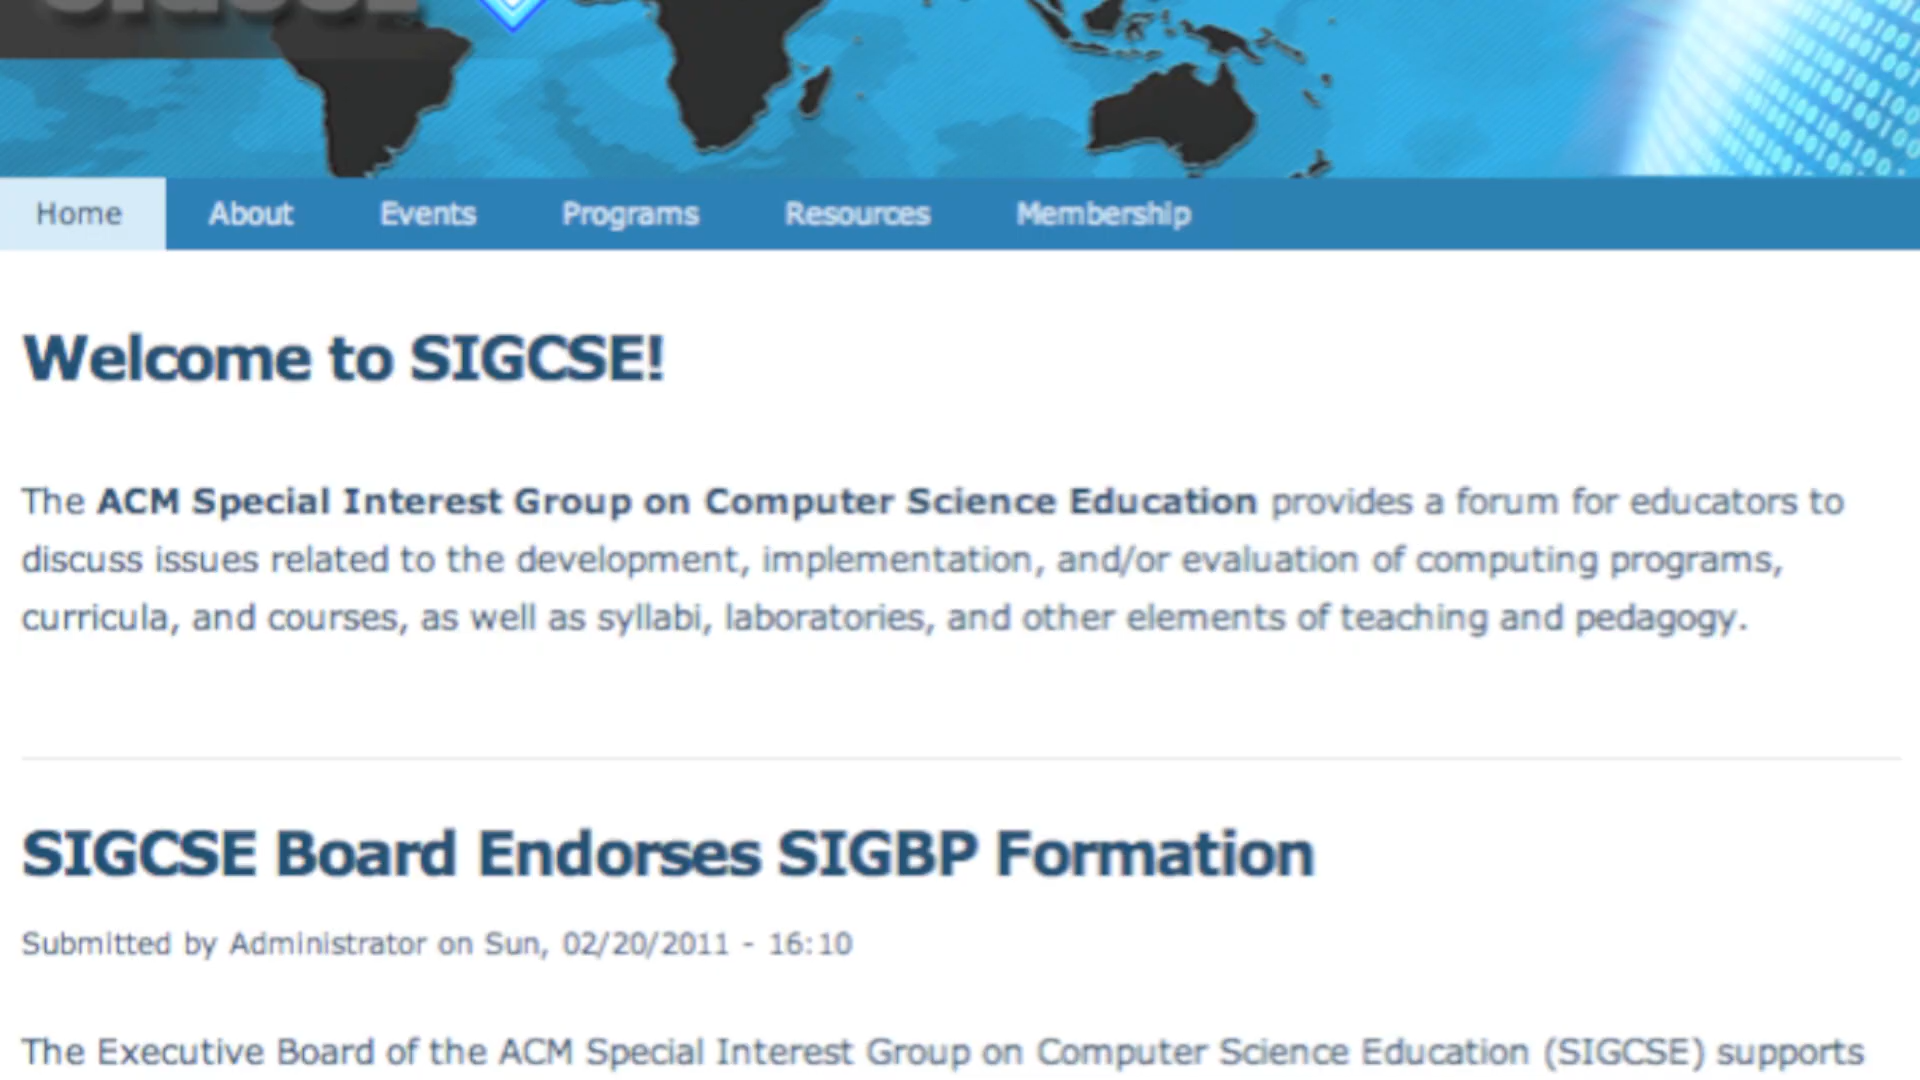 Home About Events Programs Resources Membership
Welcome to SIGCSE!
The ACM Special Interest Group on Computer Science Education provides a forum for educators to
discuss issues related to the development, implementation, and/or evaluation of computing programs,
curricula, and courses, as well as syllabi, laboratories, and other elements of teaching and pedagogy.
SIGCSE Board Endorses SIGBP Formation
Submitted by Administrator on Sun, 02/20/2011 - 16:10
The Executive Board of the ACM Special Interest Group on Computer Science Education (SIGCSE) supports